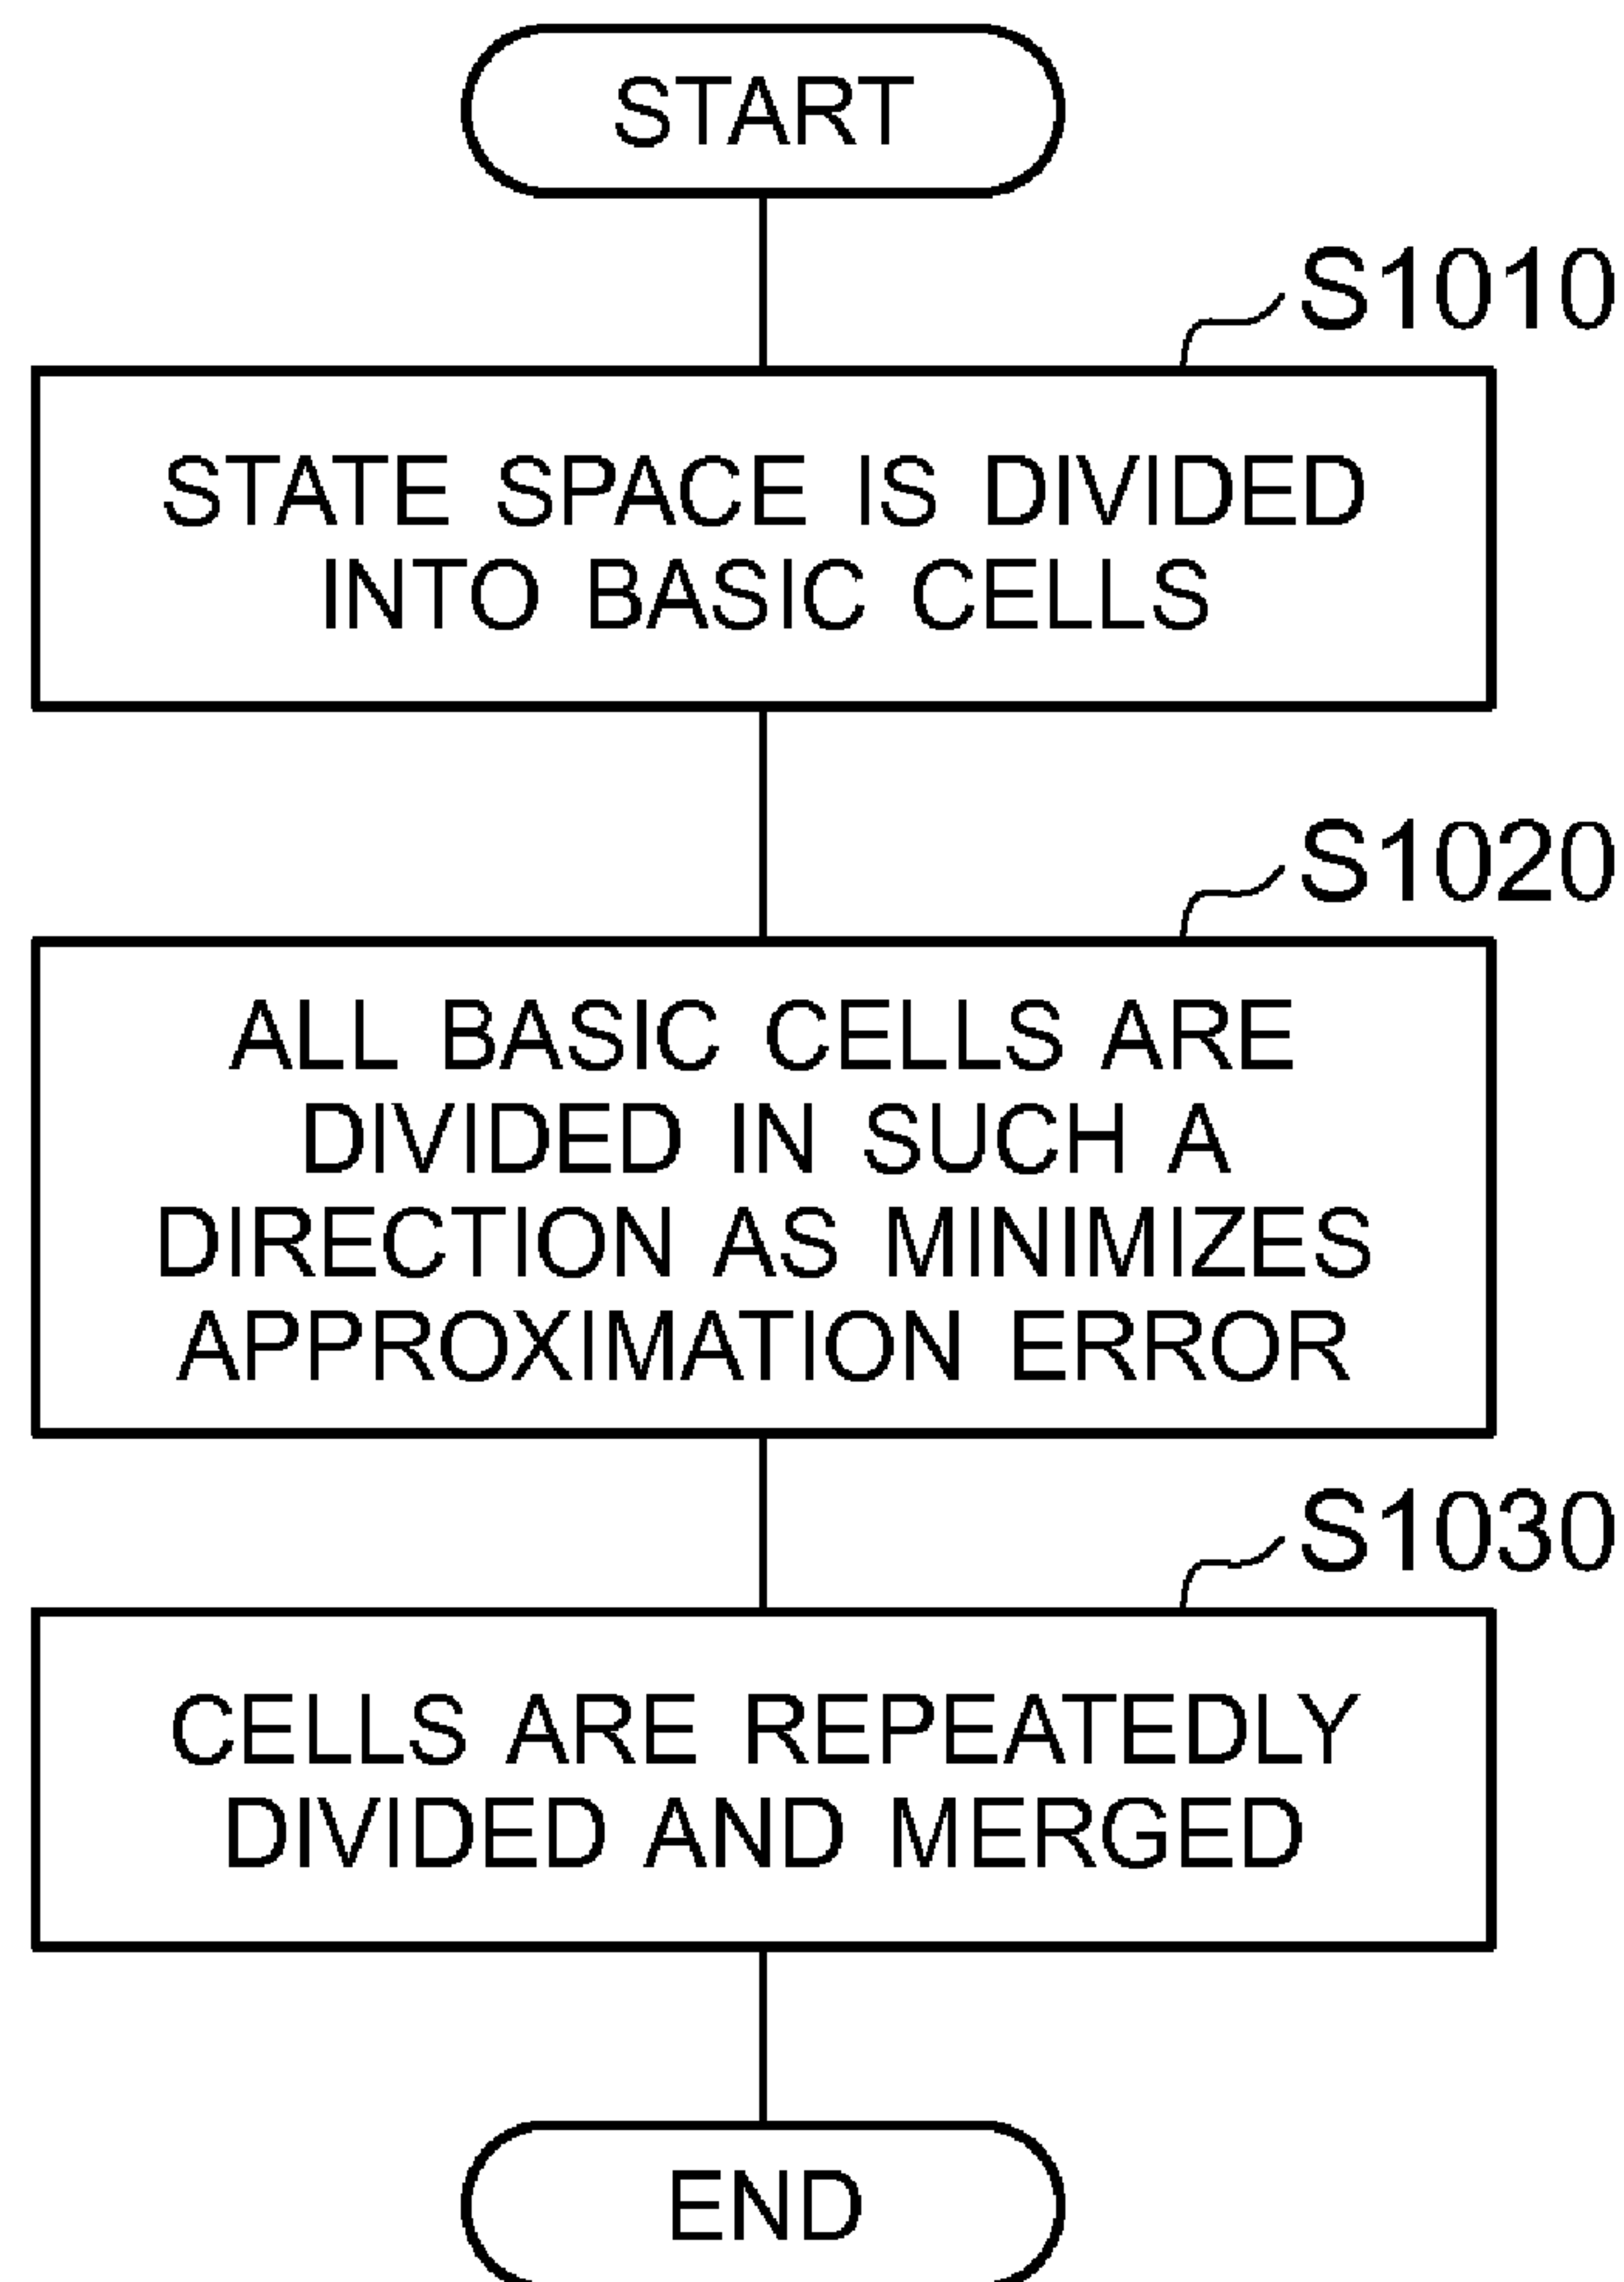 START
S1010
STATE SPACE IS DIVIDED
INTO BASIC CELLS
S1020
ALL BASIC CELLS ARE
DIVIDED IN SUCH A
DIRECTION AS MINIMIZES
APPROXIMATION ERROR
S1030
CELLS ARE REPEATEDLY
DIVIDED AND MERGED
END